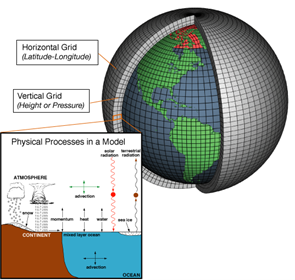 Horizontal Grid
(Latitude-Longitude)
Vertical Grid
(Height or Pressure)
Physical Processes in a Model
solar radiation
terrestrial radiation
ATMOSPHERE
advection
snow
momentum heat water sea ice
CONTINENT
mixed layer ocean
advection
OCEAN